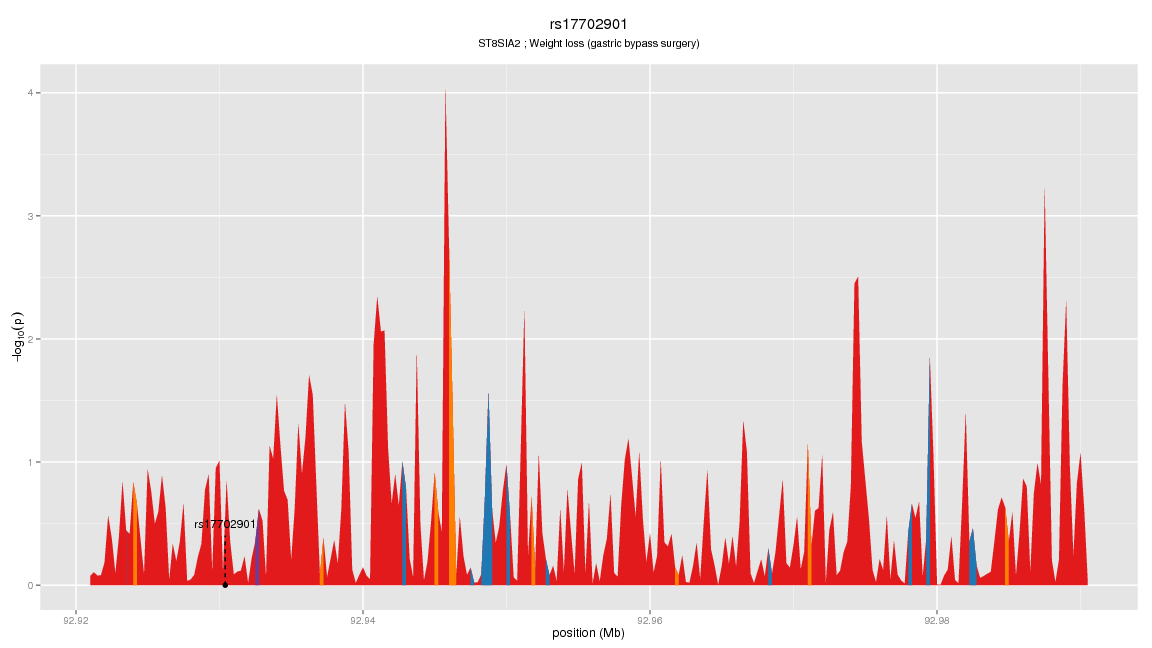 rs17702901
ST8SIA2 ; Weight loss (gastric bypass surgery)
4
3
2
1
0
−log10(p)
rs17702901
92.92
92.94
92.96
92.98
position (Mb)